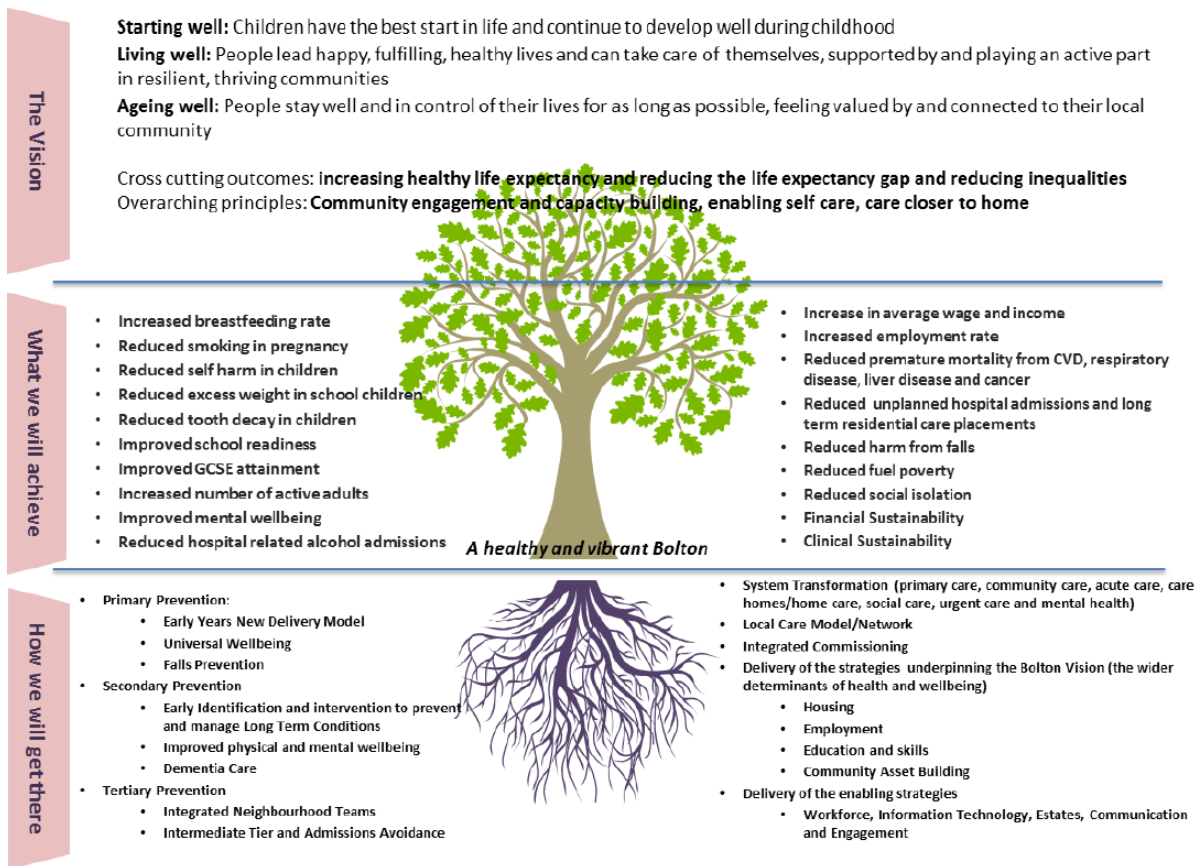 The Vision
Starting well: Children have the best start in life and continue to develop well during childhood
Living well: People lead happy, fulfilling, healthy lives and can take care of themselves, supported by and playing an active part
in resilient, thriving communities
Ageing well: People stay well and in control of their lives for as long as possible, feeling valued by and connected to their local
community
Cross cutting outcomes: increasing healthy life expectancy and reducing the life expectancy gap and reducing inequalities
Overarching principles: Community engagement and capacity building, enabling self care, care closer to home
What we will achieve
• Increased breastfeeding rate
• Reduced smoking in pregnancy
• Reduced self harm in children
• Reduced excess weight in school children
• Reduced tooth decay in children
• Improved school readiness
• Improved GCSE attainment
• Increased number of active adults
• Improved mental wellbeing
• Reduced hospital related alcohol admissions
A healthy and vibrant Bolton
• Increase in average wage and income
• Increased employment rate
• Reduced premature mortality from CVD, respiratory
disease, liver disease and cancer
• Reduced unplanned hospital admissions and long
term residential care placements
• Reduced harm from falls
• Reduced fuel poverty
• Reduced social isolation
• Financial Sustainability
• Clinical Sustainability
How we will get there
• Primary Prevention:
• Early Years New Delivery Model
• Universal Wellbeing
• Falls Prevention
• Secondary Prevention
• Early Identification and intervention to prevent
and manage Long Term Conditions
• Improved physical and mental wellbeing
• Dementia Care
• Tertiary Prevention
• Integrated Neighbourhood Teams
• Intermediate Tier and Admissions Avoidance
• System Transformation (primary care, community care, acute care, care
homes/home care, social care, urgent care and mental health)
• Local Care Model/Network
• Integrated Commissioning
• Delivery of the strategies underpinning the Bolton Vision (the wider
determinants of health and wellbeing)
• Housing
• Employment
• Education and skills
• Community Asset Building
• Delivery of the enabling strategies
• Workforce, Information Technology, Estates, Communication
and Engagement